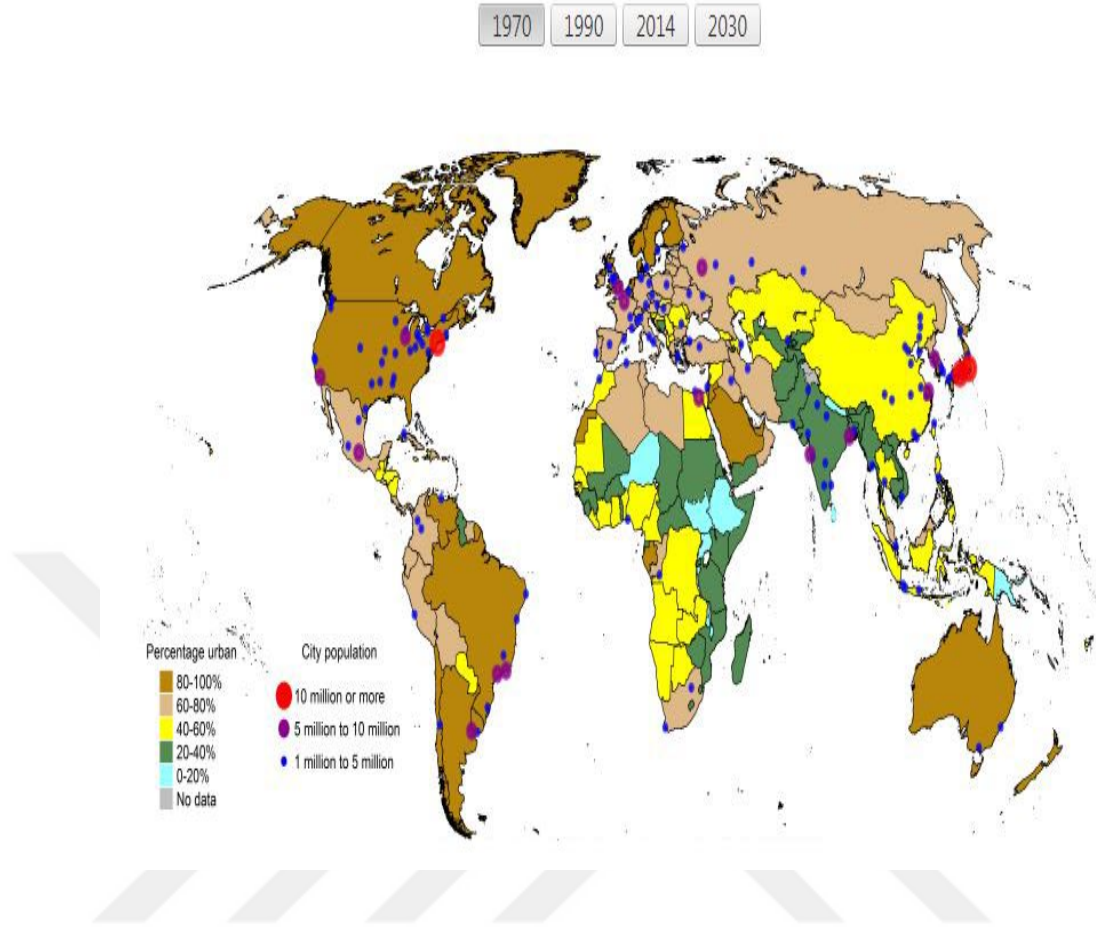 1970 1990 2014 2030
Percentage urban
80-100%
60-80%
40-60%
20-40%
0-20%
No data
City population
10 million or more
5 million to 10 million
1 million to 5 million